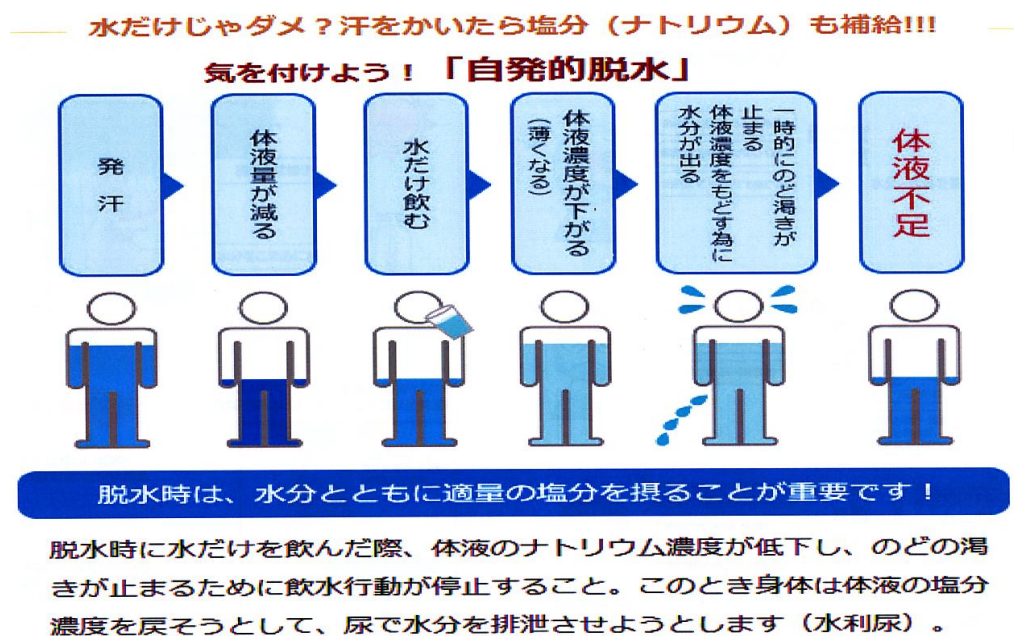 水だけじゃダメ？汗をかいたら塩分（ナトリウム）も補給!!!
気を付けよう！「自発的脱水」
発汗
体液量が減る
水だけ飲む
体液濃度が下がる
（薄くなる）
一時的にのど渇きが
止まる
体液濃度をもどす為に
水分が出る
体液不足
脱水時は、水分とともに適量の塩分を摂ることが重要です！
脱水時に水だけを飲んだ際、体液のナトリウム濃度が低下し、のどの渇
きが止まるために飲水行動が停止すること。このとき身体は体液の塩分
濃度を戻そうとして、尿で水分を排泄させようとします（水利尿）。